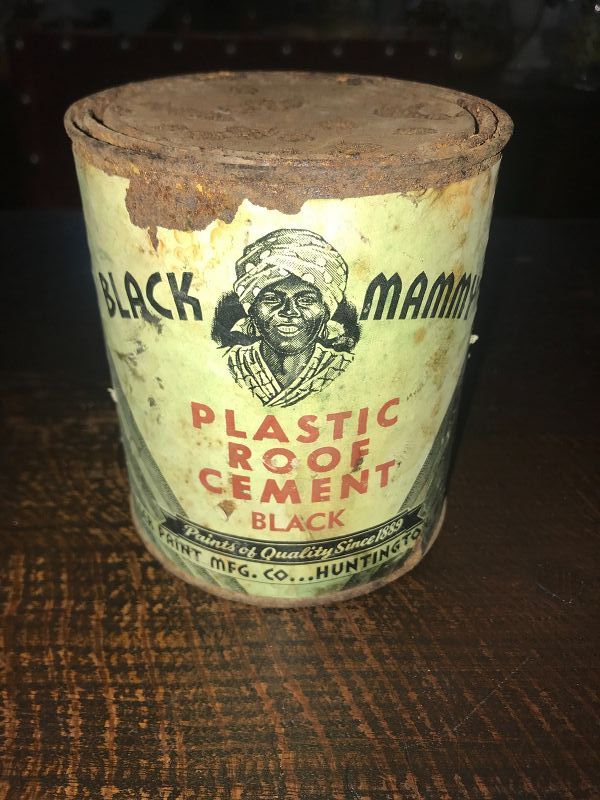 BLACK MAMMY
PLASTIC
ROOF
CEMENT
BLACK
Paints of Quality Since 1889
PAINT MFG. CO...HUNTINGTO